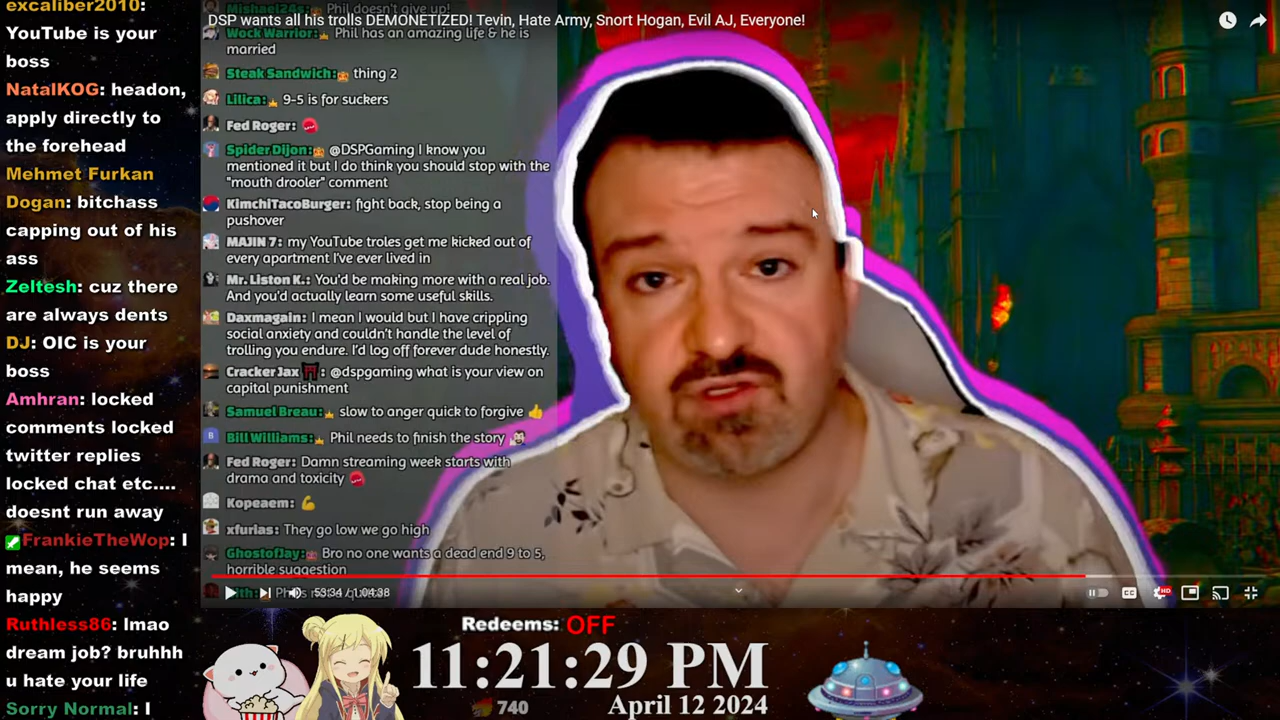 excaliber2010:
YouTube is your
boss
NatalKOG: headon,
apply directly to
the forehead
Mehmet Furkan
Dogan: bitchass
capping out of his
ass
Zeltesh: cuz there
are always dents
DJ: OIC is your
boss
Amhran: locked
comments locked
twitter replies
locked chat etc....
doesnt run away
FrankieTheWop: I
mean, he seems
happy
Ruthless86: lmao
dream job? bruhhh
u hate your life
Sorry Normal: I
DSP wants all his trolls DEMONETIZED! Tevin, Hate Army, Snort Hogan, Evil AJ, Everyone!
Mishael24s: Phil doesn't give up!
Wock Warrior: Phil has an amazing life & he is
married
Steak Sandwich: thing 2
Lilica: 9-5 is for suckers
Fed Roger:
Spider Dijon: @DSPGaming I know you
mentioned it but I do think you should stop with the
"mouth drooler" comment
KimchiTacoBurger: fight back, stop being a
pushover
MAJIN 7: my YouTube troles get me kicked out of
every apartment I've ever lived in
Mr. Liston K.: You'd be making more with a real job.
And you'd actually learn some useful skills.
Daxmagain: I mean I would but I have crippling
social anxiety and couldn't handle the level of
trolling you endure. I'd log off forever dude honestly.
CrackerJax: @dspgaming what is your view on
capital punishment
Samuel Breau: slow to anger quick to forgive
Bill Williams: Phil needs to finish the story
Fed Roger: Damn streaming week starts with
drama and toxicity
Kopeaem:
xfurias: They go low we go high
GhostofJay: Bro no one wants a dead end 9 to 5,
horrible suggestion
53:34 / 1:04:38
CC
HD
Redeems: OFF
11:21:29 PM
740
April 12 2024